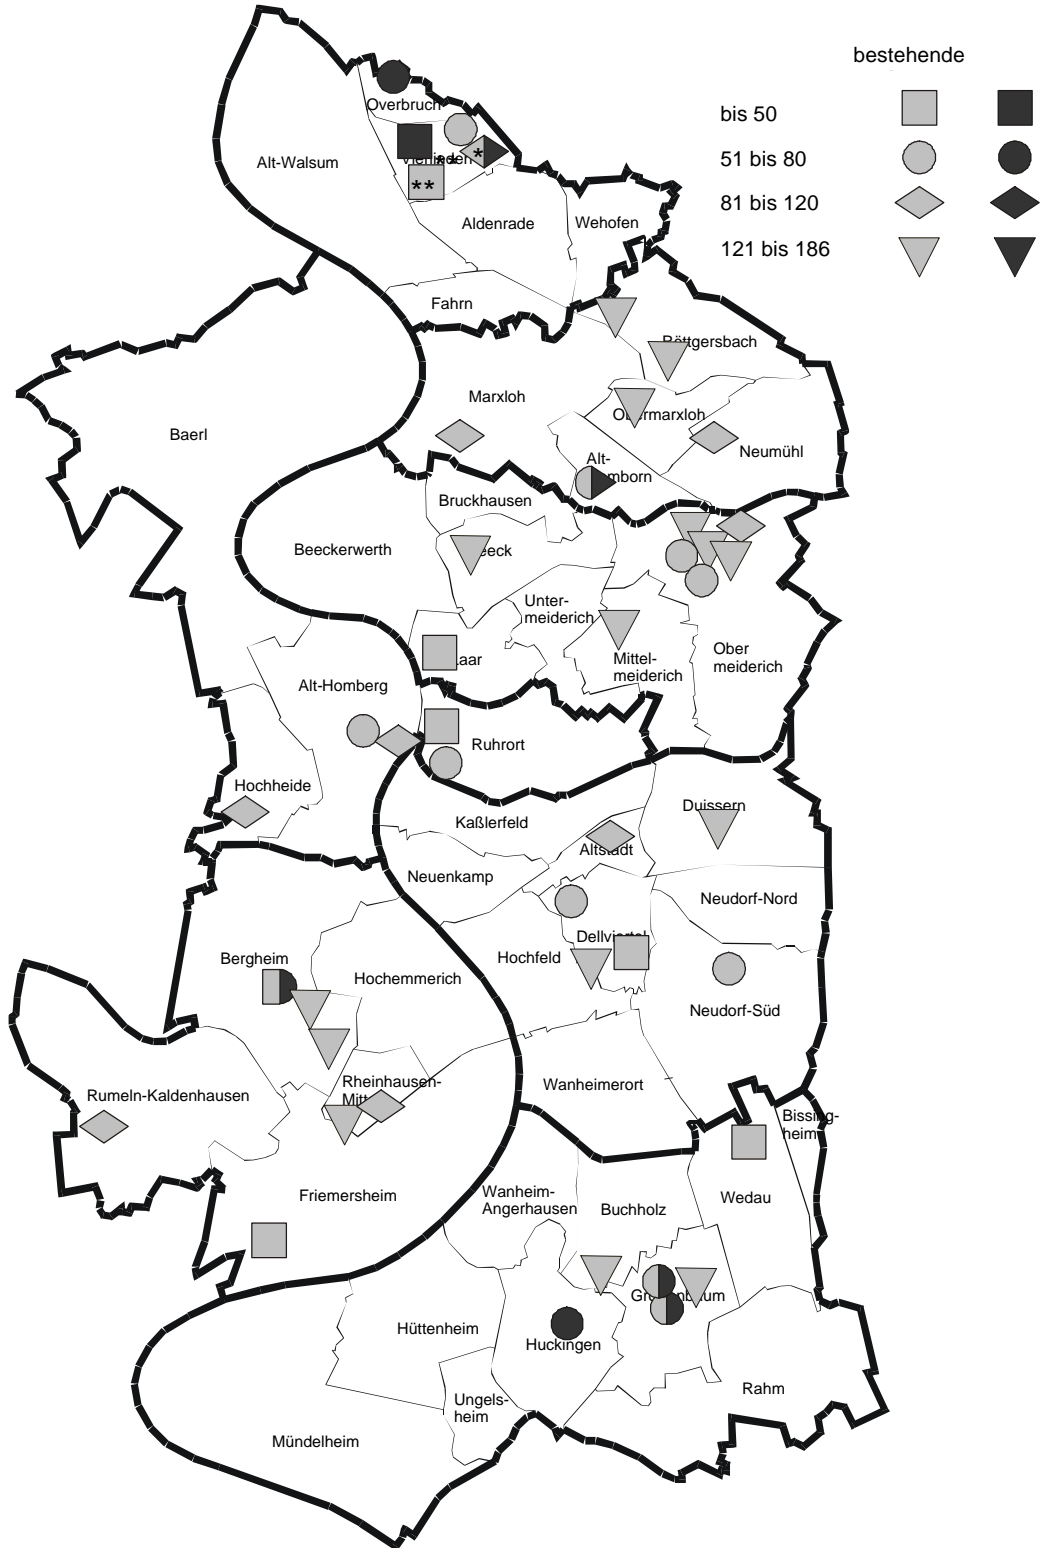 bestehende
bis 50
51 bis 80
81 bis 120
121 bis 186
Overbruch
Alt-Walsum
**
*
**
Aldenrade
Wehofen
Fahrn
Marxloh
Baerl
Neumühl
Alt-
Bruckhausen
Beeckerwerth
Unter-
meiderich
Mittel-
meiderich
Ober
meiderich
Alt-Homberg
Ruhrort
Hochheide
Kaßlerfeld
Duissern
Altstadt
Neuenkamp
Neudorf-Nord
Hochfeld
Bergheim
Hochemmerich
Neudorf-Süd
Rheinhausen-
Wanheimerort
Rumeln-Kaldenhausen
Bissing-
heim
Friemersheim
Wanheim-
Angerhausen
Buchholz
Wedau
Hüttenheim
Huckingen
Ungels-
heim
Rahm
Mündelheim